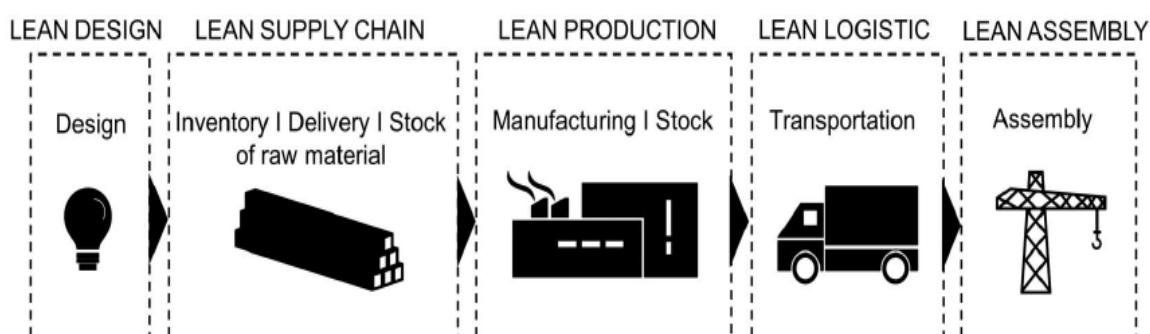 LEAN DESIGN
LEAN SUPPLY CHAIN
LEAN PRODUCTION
LEAN LOGISTIC
LEAN ASSEMBLY
Design
Inventory I Delivery I Stock
of raw material
Manufacturing I Stock
Transportation
Assembly